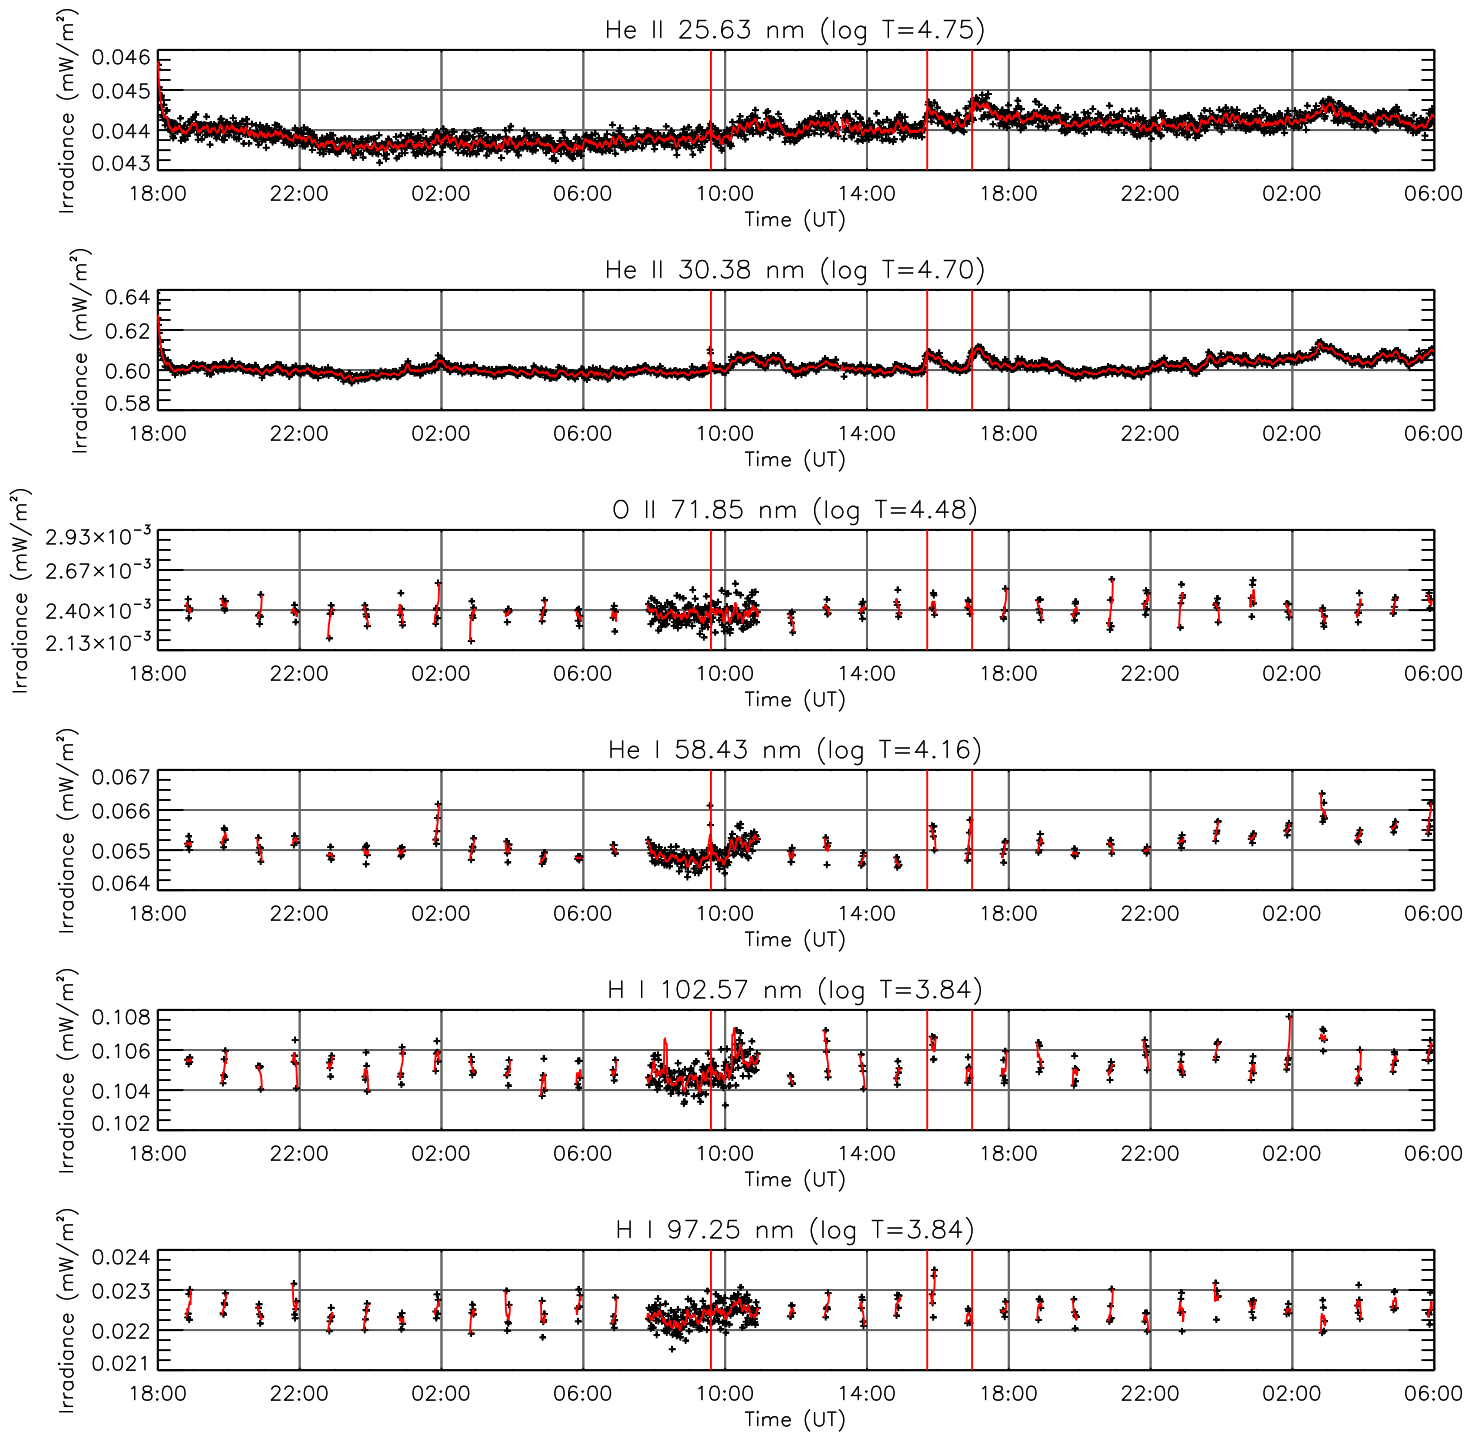 He II 25.63 nm (log T=4.75)
Irradiance (mW/m²)
0.046
0.045
0.044
0.043
18:00 22:00 02:00 06:00 10:00 14:00 18:00 22:00 02:00 06:00
Time (UT)
He II 30.38 nm (log T=4.70)
Irradiance (mW/m²)
0.64
0.62
0.60
0.58
18:00 22:00 02:00 06:00 10:00 14:00 18:00 22:00 02:00 06:00
Time (UT)
O II 71.85 nm (log T=4.48)
Irradiance (mW/m²)
2.93×10⁻³
2.67×10⁻³
2.40×10⁻³
2.13×10⁻³
18:00 22:00 02:00 06:00 10:00 14:00 18:00 22:00 02:00 06:00
Time (UT)
He I 58.43 nm (log T=4.16)
Irradiance (mW/m²)
0.067
0.066
0.065
0.064
18:00 22:00 02:00 06:00 10:00 14:00 18:00 22:00 02:00 06:00
Time (UT)
H I 102.57 nm (log T=3.84)
Irradiance (mW/m²)
0.108
0.106
0.104
0.102
18:00 22:00 02:00 06:00 10:00 14:00 18:00 22:00 02:00 06:00
Time (UT)
H I 97.25 nm (log T=3.84)
Irradiance (mW/m²)
0.024
0.023
0.022
0.021
18:00 22:00 02:00 06:00 10:00 14:00 18:00 22:00 02:00 06:00
Time (UT)